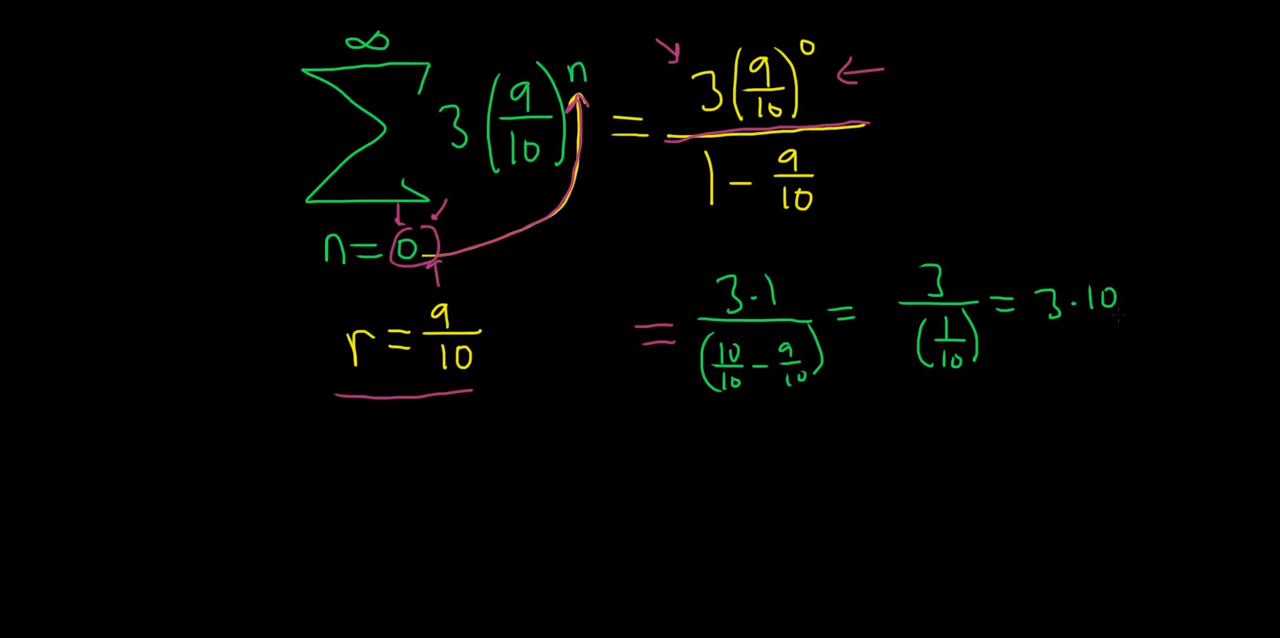 ∞
∑ 3 (9/10)^n = 3 (9/10)^0 / 1 - 9/10
n = 0
r = 9/10
= 3 · 1 / (10/10 - 9/10) = 3 / (1/10) = 3 · 10